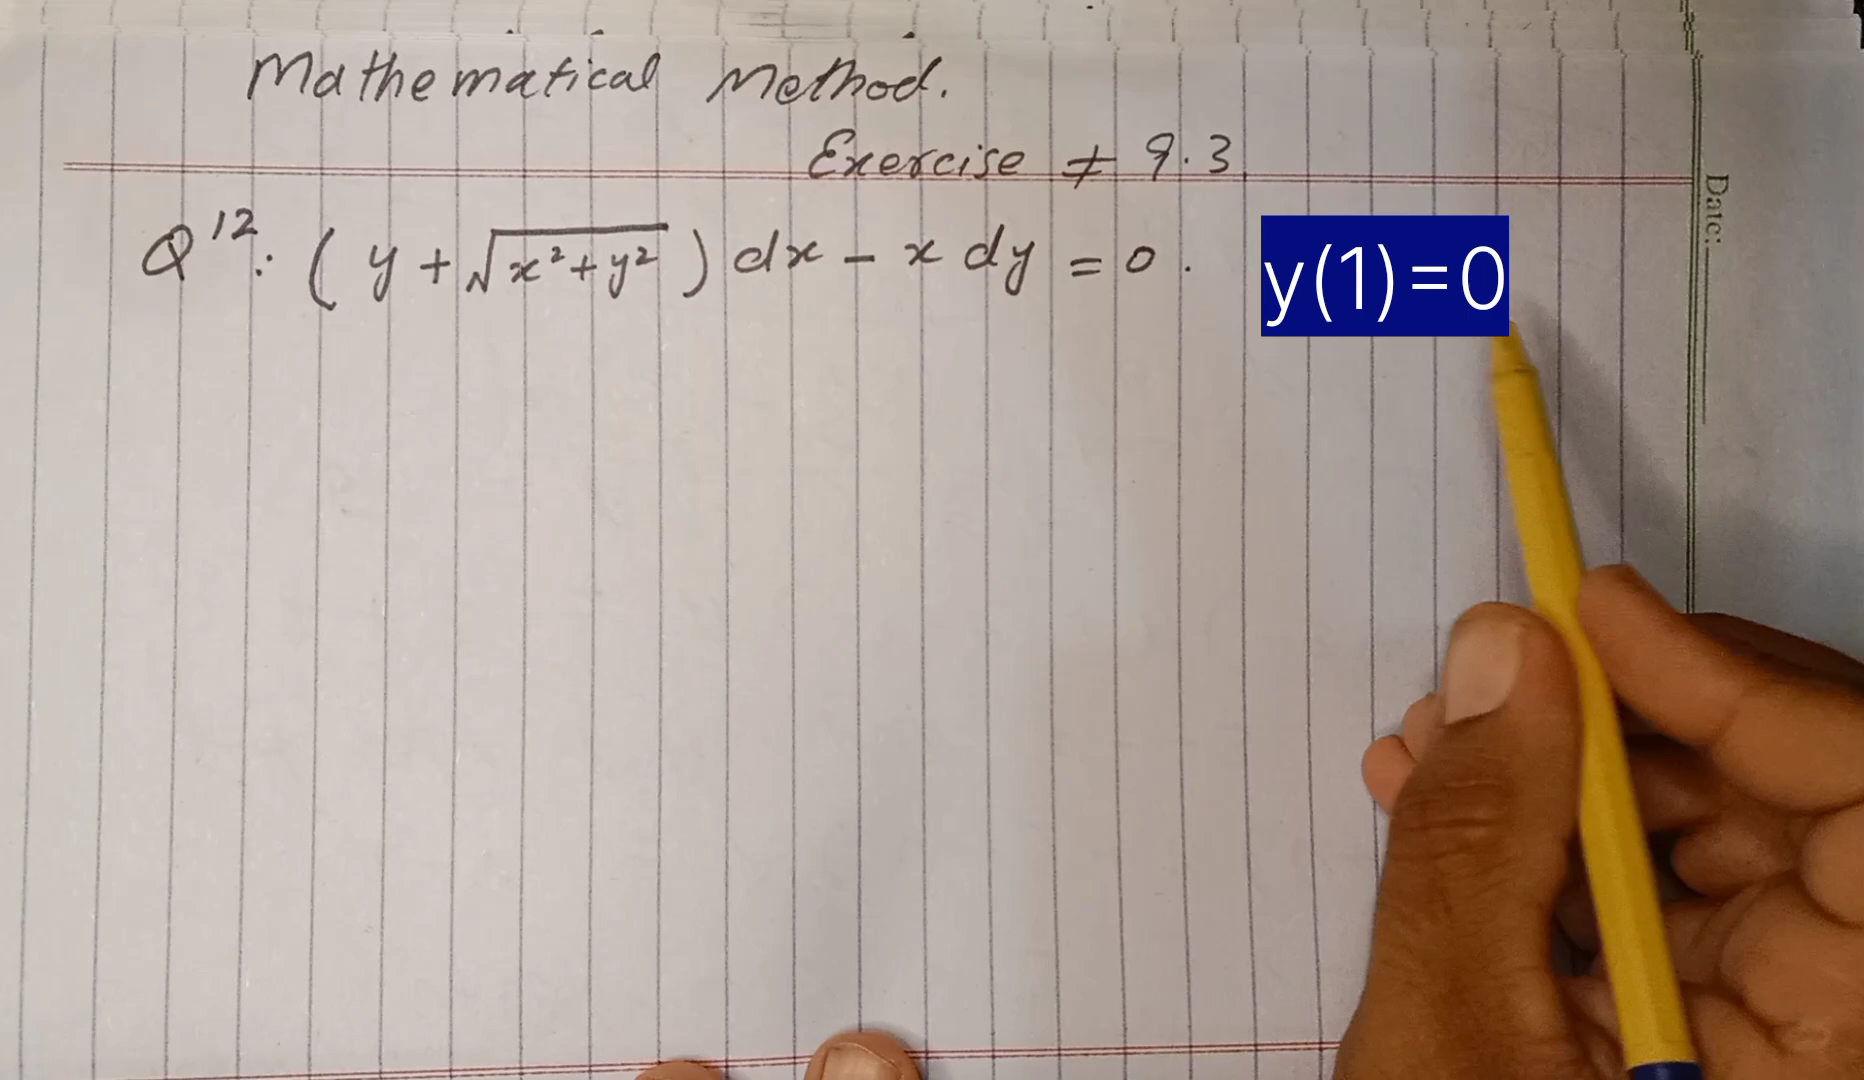 Mathematical Method.
Exercise ≠ 9.3
Q12: (y + √x²+y²) dx - x dy = 0. y(1)=0
Date: